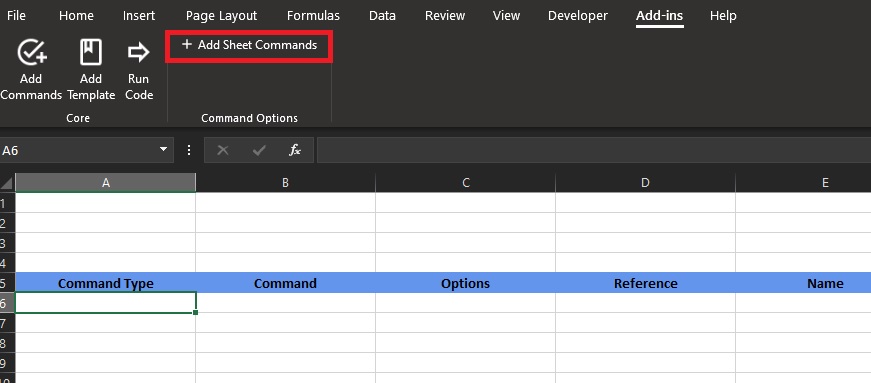 File Home Insert Page Layout Formulas Data Review View Developer Add-ins Help
+ Add Sheet Commands
Add Commands
Add Template
Run Code
Core
Command Options
A6
fx
A B C D E
1
2
3
4
5 Command Type Command Options Reference Name
6
7
8
9
10